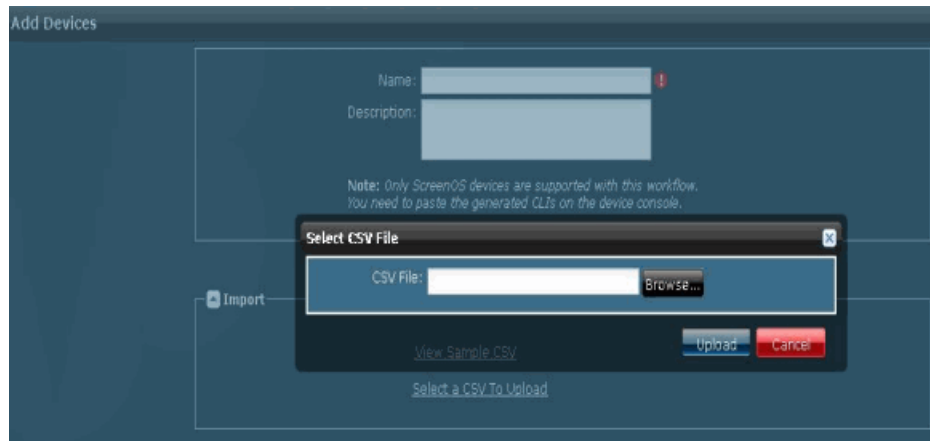 Add Devices
Name:
Description:
Note: Only ScreenOS devices are supported with this workflow.
You need to paste the generated CLIs on the device console.
Select CSV File
CSV File:
Browse...
Import
Upload
Cancel
View Sample CSV
Select a CSV To Upload